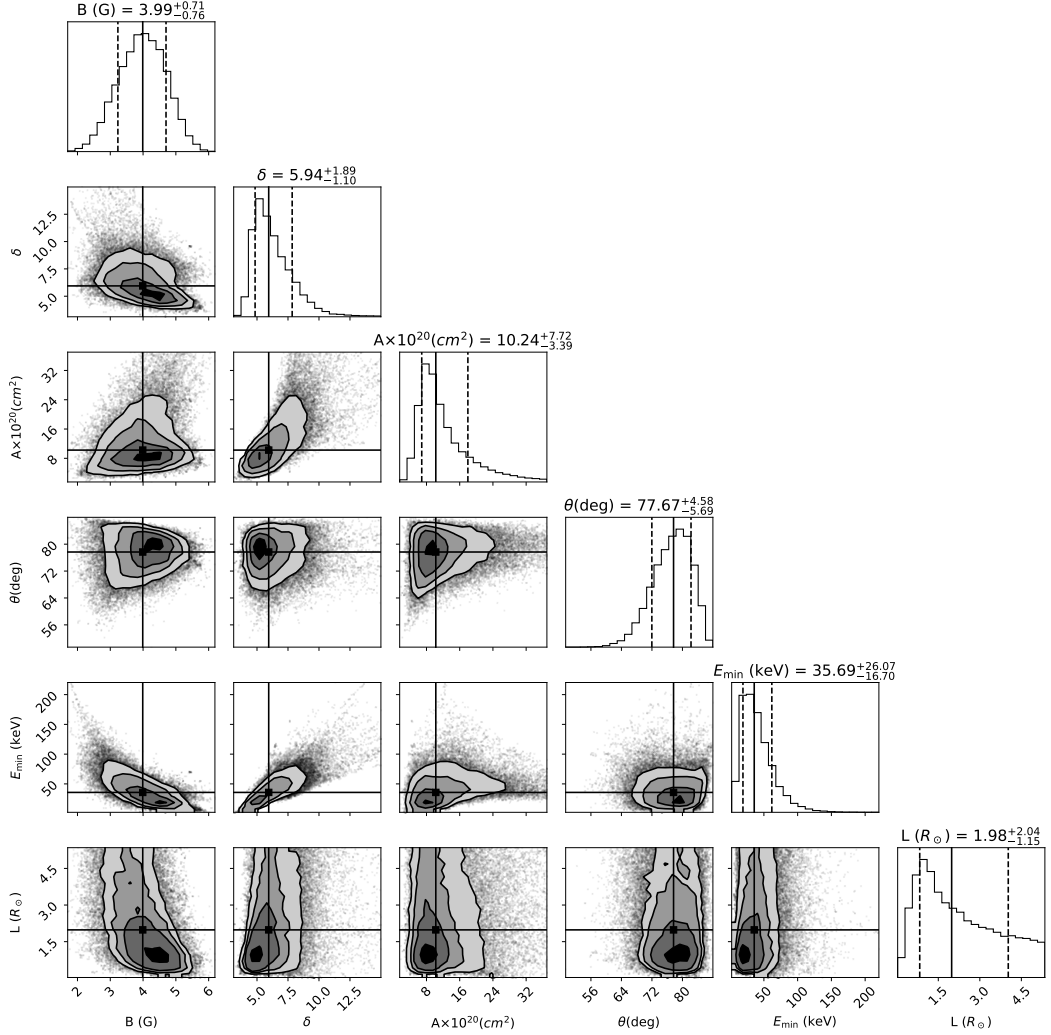 B (G) = 3.99+0.71 −0.76
δ = 5.94+1.89 −1.10
12.5
10.0
7.5
5.0
δ
A×10^20(cm^2) = 10.24+7.72 −3.39
32
24
16
8
A×10^20(cm^2)
θ(deg) = 77.67+4.58 −5.69
80
72
64
56
θ(deg)
E_min (keV) = 35.69+26.07 −16.70
200
150
100
50
E_min (keV)
L (R_⊙) = 1.98+2.04 −1.15
4.5
3.0
1.5
L (R_⊙)
2 3 4 5 6
5.0 7.5 10.0 12.5
8 16 24 32
56 64 72 80
50 100 150 200
1.5 3.0 4.5
B (G)
δ
A×10^20(cm^2)
θ(deg)
E_min (keV)
L (R_⊙)